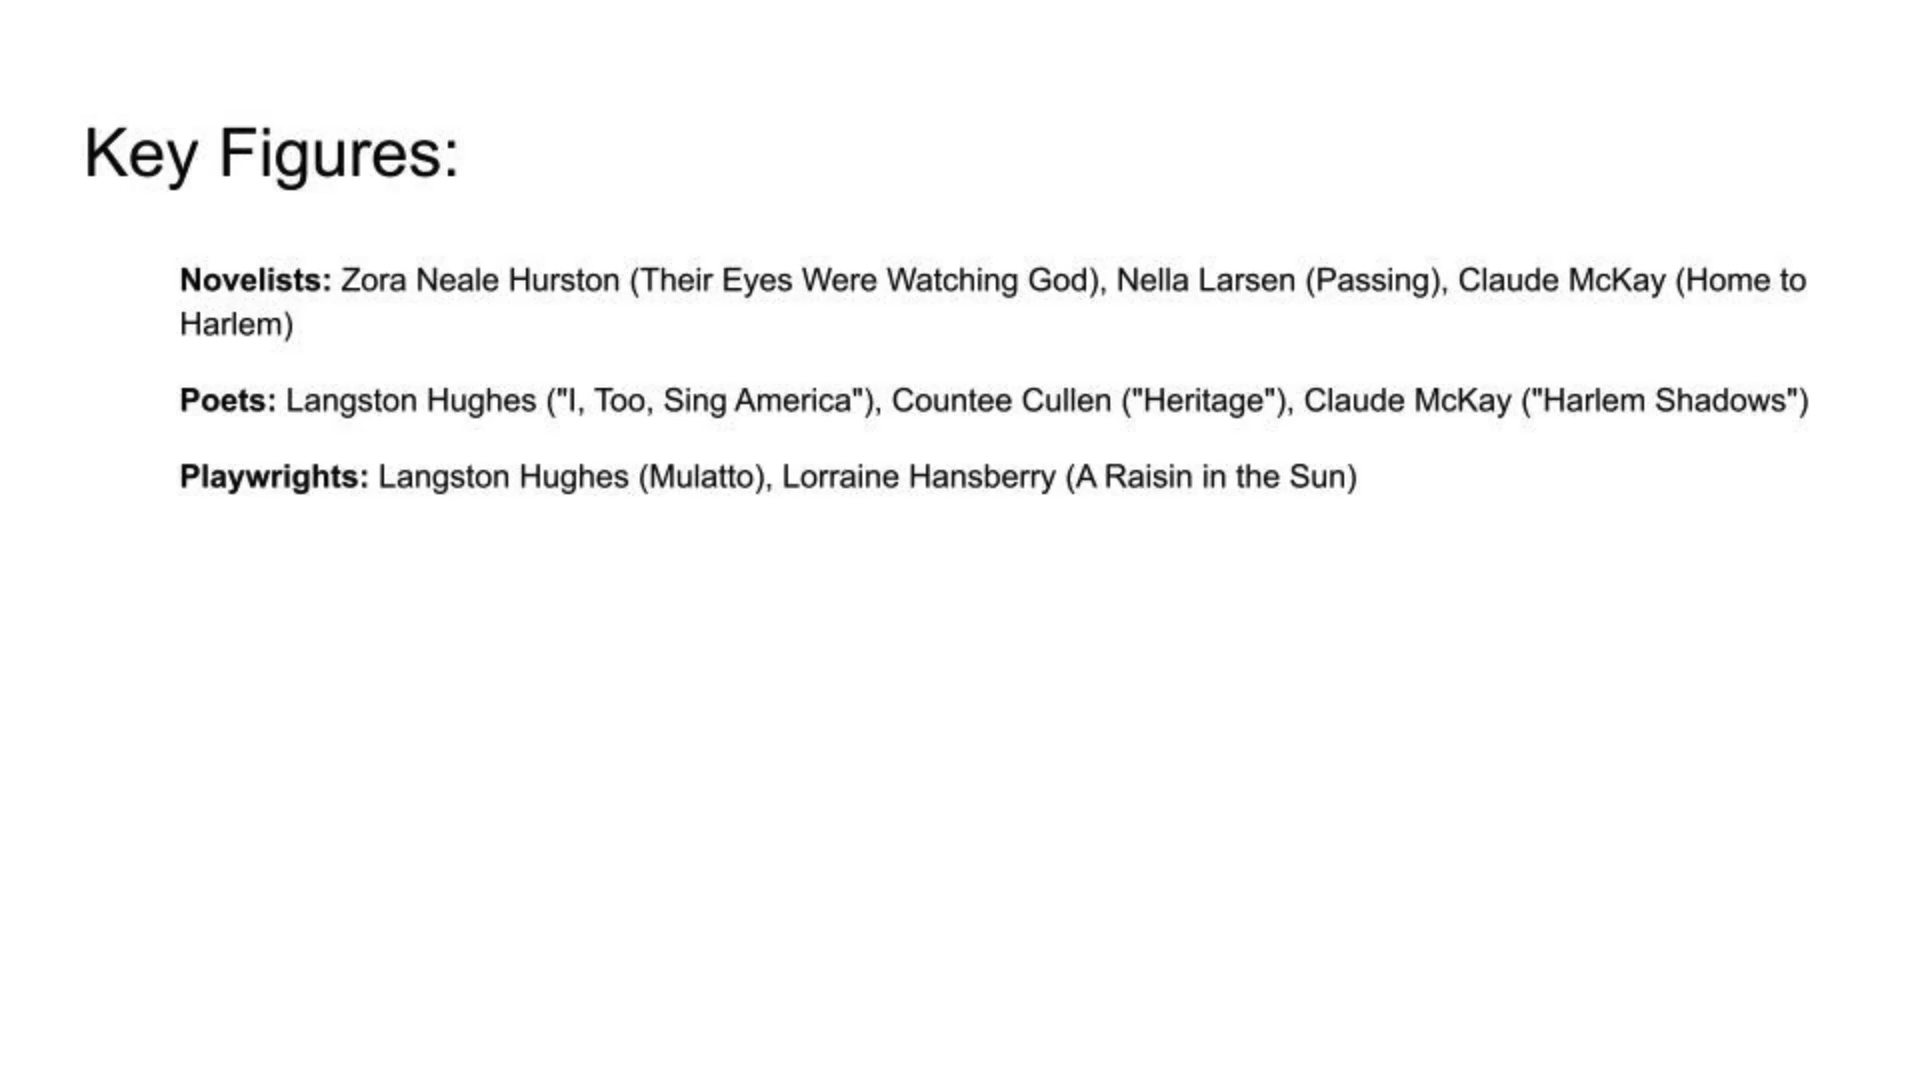 Key Figures:
Novelists: Zora Neale Hurston (Their Eyes Were Watching God), Nella Larsen (Passing), Claude McKay (Home to
Harlem)
Poets: Langston Hughes ("I, Too, Sing America"), Countee Cullen ("Heritage"), Claude McKay ("Harlem Shadows")
Playwrights: Langston Hughes (Mulatto), Lorraine Hansberry (A Raisin in the Sun)